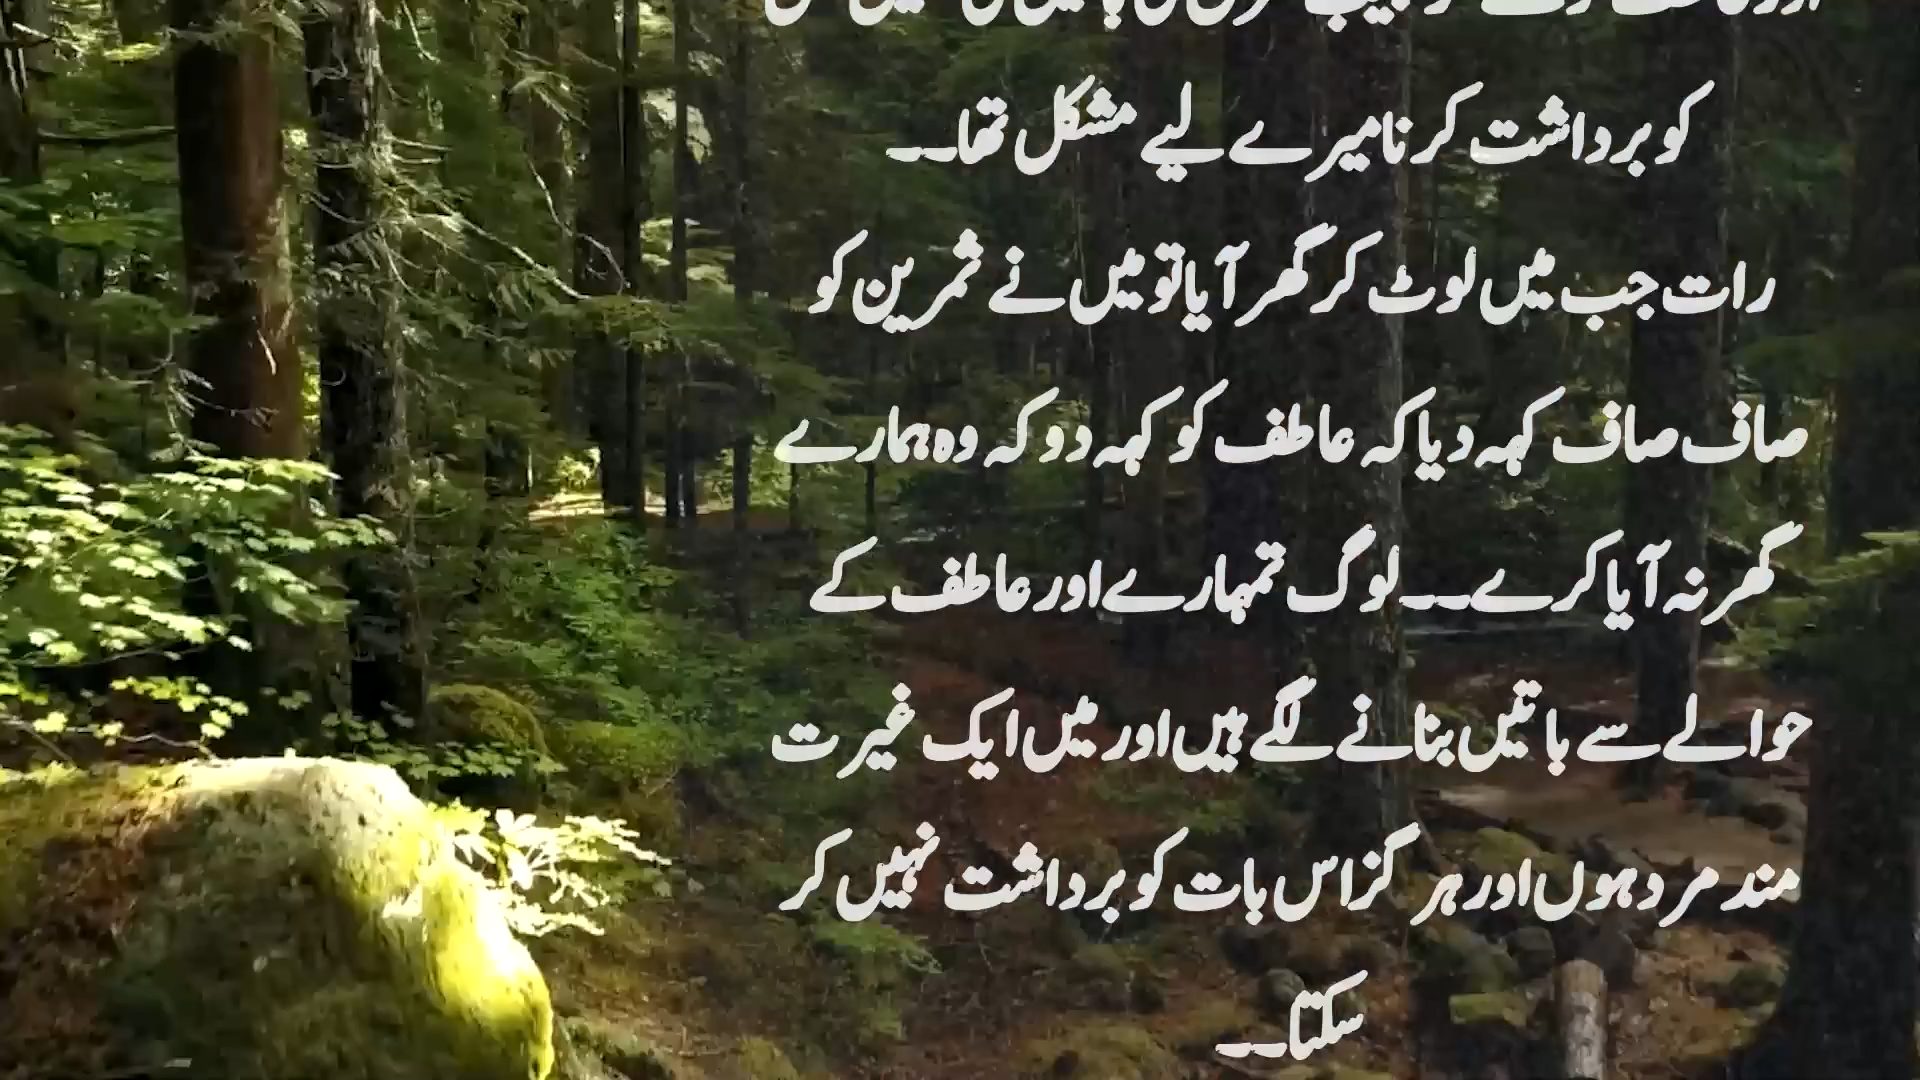 کو برداشت کرنا میرے لیے مشکل تھا۔۔
رات جب میں لوٹ کر گھر آیا تو میں نے ثمرین کو
صاف صاف کہہ دیا کہ عاطف کو کہہ دو کہ وہ ہمارے
گھر نہ آیا کرے۔۔ لوگ تمہارے اور عاطف کے
حوالے سے باتیں بنانے لگے ہیں اور میں ایک غیرت
مند مرد ہوں اور ہر گز اس بات کو برداشت نہیں کر
سکتا۔۔